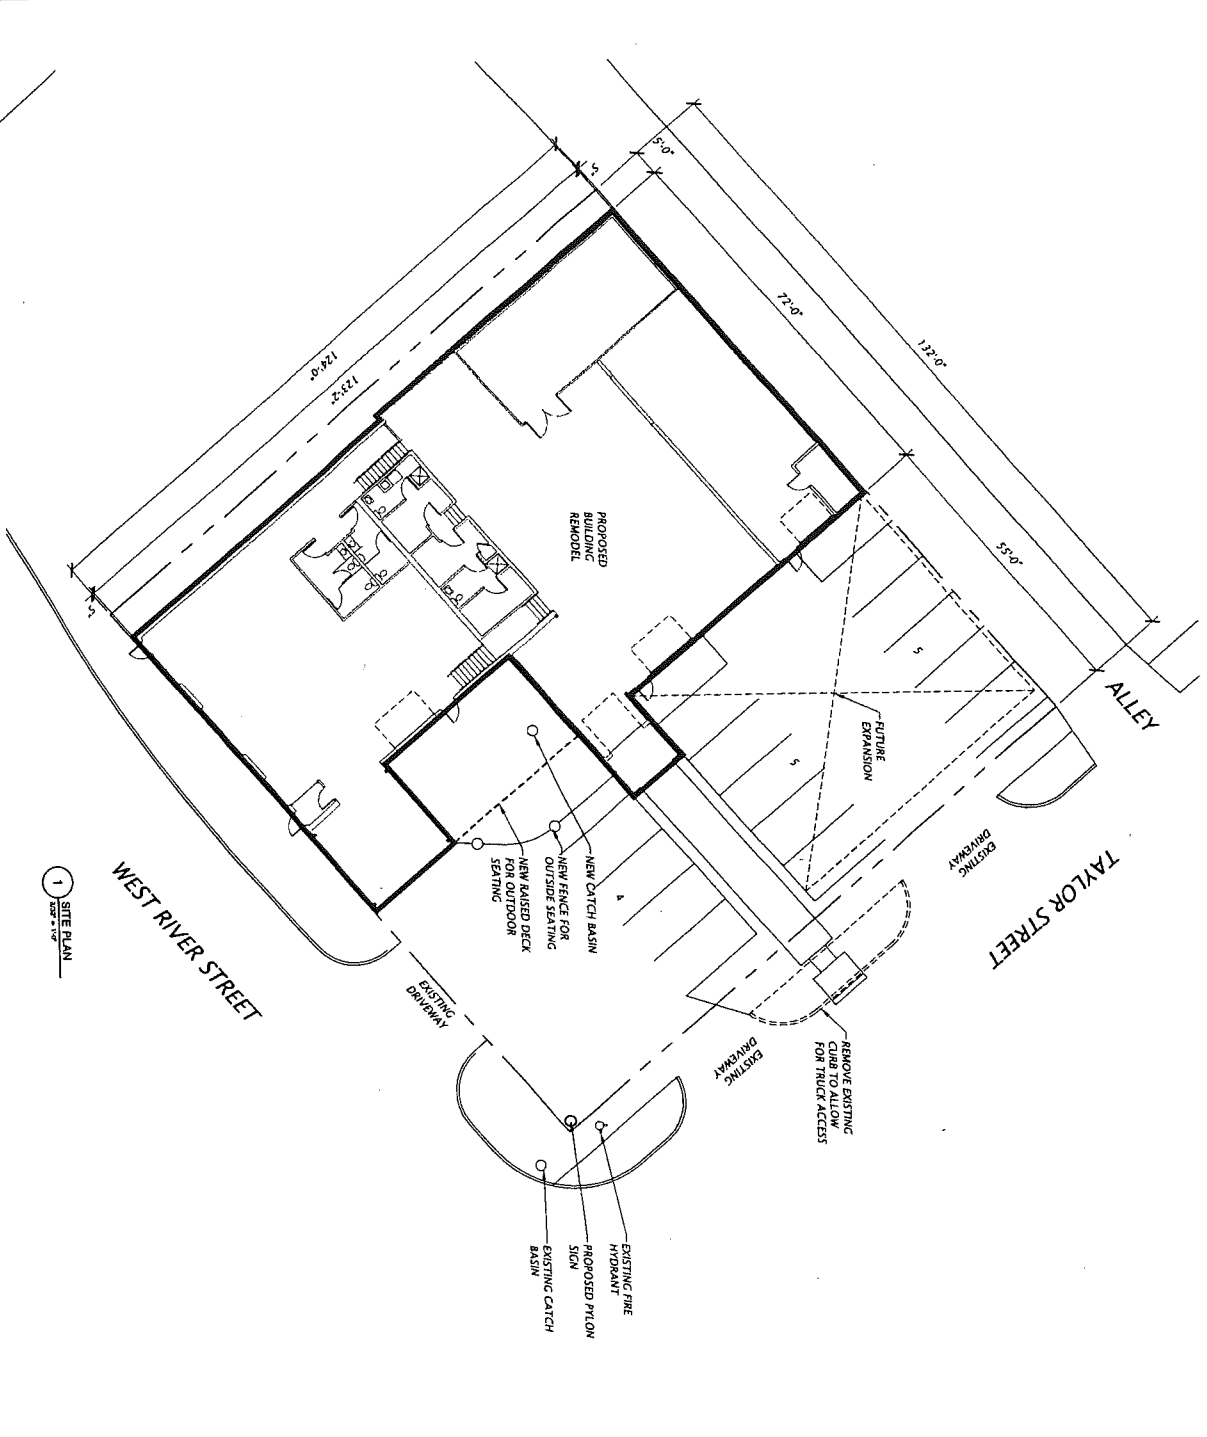 5'-0"
5"
72'-0"
132'-0"
55'-0"
124'-0"
123'-2"
5"
ALLEY
PROPOSED
BUILDING
REMODEL
5
5
4
FUTURE
EXPANSION
EXISTING
DRIVEWAY
TAYLOR STREET
NEW CATCH BASIN
NEW FENCE FOR
OUTSIDE SEATING
NEW RAISED DECK
FOR OUTDOOR
SEATING
REMOVE EXISTING
CURB TO ALLOW
FOR TRUCK ACCESS
EXISTING
DRIVEWAY
EXISTING
DRIVEWAY
WEST RIVER STREET
EXISTING FIRE
HYDRANT
PROPOSED PYLON
SIGN
EXISTING CATCH
BASIN
1
SITE PLAN